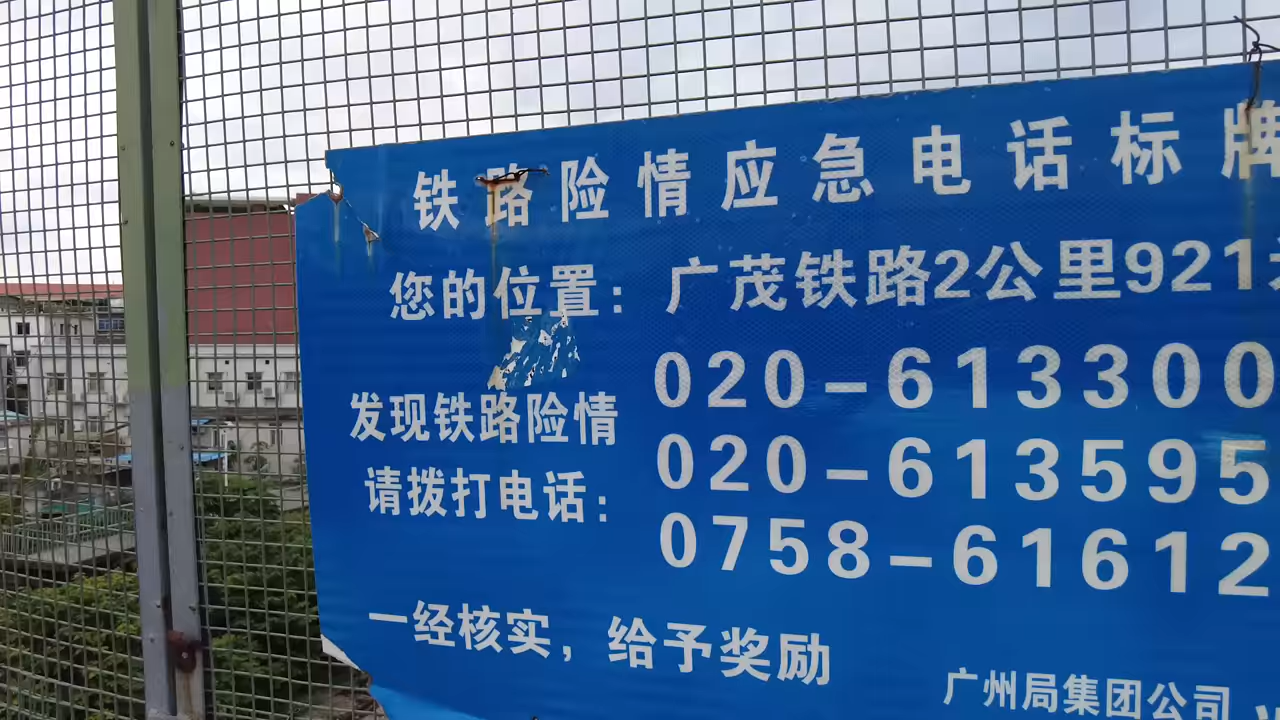 铁路险情应急电话标牌
您的位置：广茂铁路2公里921
发现铁路险情
请拨打电话：
020-613300
020-613595
0758-61612
一经核实，给予奖励
广州局集团公司